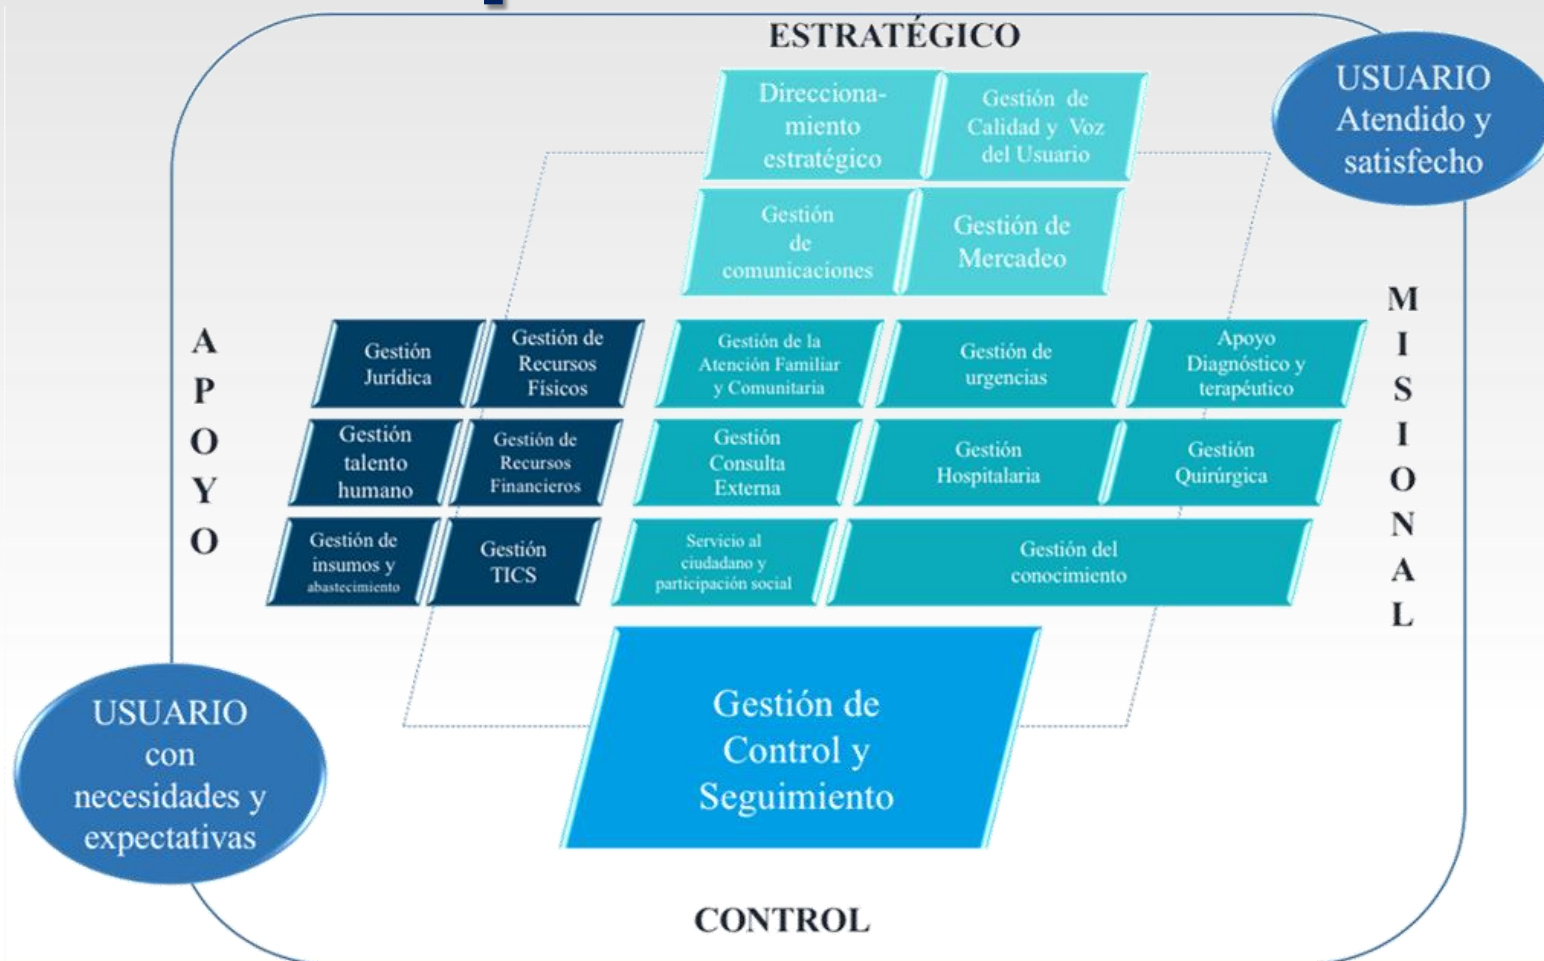 ESTRATÉGICO
USUARIO
Atendido y
satisfecho
Direcciona-
miento
estratégico
Gestión de
Calidad y Voz
del Usuario
Gestión
de
comunicaciones
Gestión de
Mercadeo
A
P
O
Y
O
Gestión
Jurídica
Gestión de
Recursos
Físicos
Gestión
talento
humano
Gestión de
Recursos
Financieros
Gestión de
insumos y
abastecimiento
Gestión
TICS
Gestión de la
Atención Familiar
y Comunitaria
Gestión de
urgencias
Apoyo
Diagnóstico y
terapéutico
Gestión
Consulta
Externa
Gestión
Hospitalaria
Gestión
Quirúrgica
Servicio al
ciudadano y
participación social
Gestión del
conocimiento
M
I
S
I
O
N
A
L
Gestión de
Control y
Seguimiento
USUARIO
con
necesidades y
expectativas
CONTROL